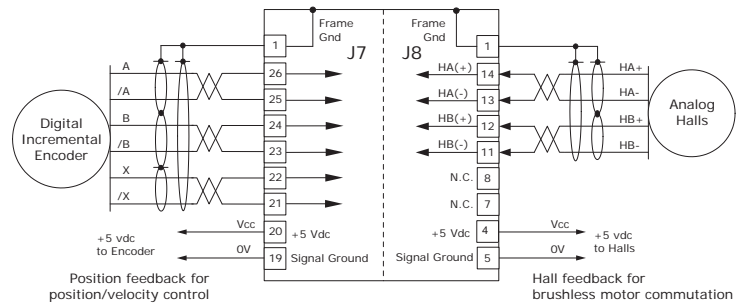 Frame
Gnd
J7
1
A
26
/A
25
Digital
Incremental
Encoder
B
24
/B
23
X
22
/X
21
Vcc
20
+5 Vdc
+5 vdc
to Encoder
0V
19
Signal Ground
Position feedback for
position/velocity control
Frame
Gnd
J8
1
HA(+)
14
HA+
HA(-)
13
HA-
HB(+)
12
HB+
HB(-)
11
HB-
Analog
Halls
N.C.
8
N.C.
7
+5 Vdc
4
Vcc
+5 vdc
to Halls
Signal Ground
5
0V
Hall feedback for
brushless motor commutation